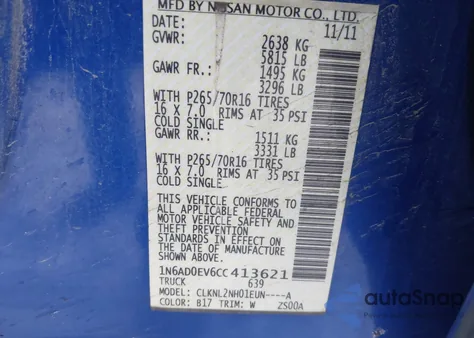 MFD BY NISSAN MOTOR CO., LTD.
11/11
GVWR: 2638 KG
5815 LB
GAWR FR.: 1495 KG
3296 LB
WITH P265/70R16 TIRES
16 X 7.0 RIMS AT 35 PSI
COLD SINGLE
GAWR RR.: 1511 KG
3331 LB
WITH P265/70R16 TIRES
16 X 7.0 RIMS AT 35 PSI
COLD SINGLE
THIS VEHICLE CONFORMS TO
ALL APPLICABLE FEDERAL
MOTOR VEHICLE SAFETY AND
THEFT PREVENTION
STANDARDS IN EFFECT ON THE
DATE OF MANUFACTURE
SHOWN ABOVE.
1N6AD0EV6CC413621
TRUCK 639
MODEL: CLKNL2NH01EUN----A
COLOR: B17 TRIM: W ZS00A
autoSnap